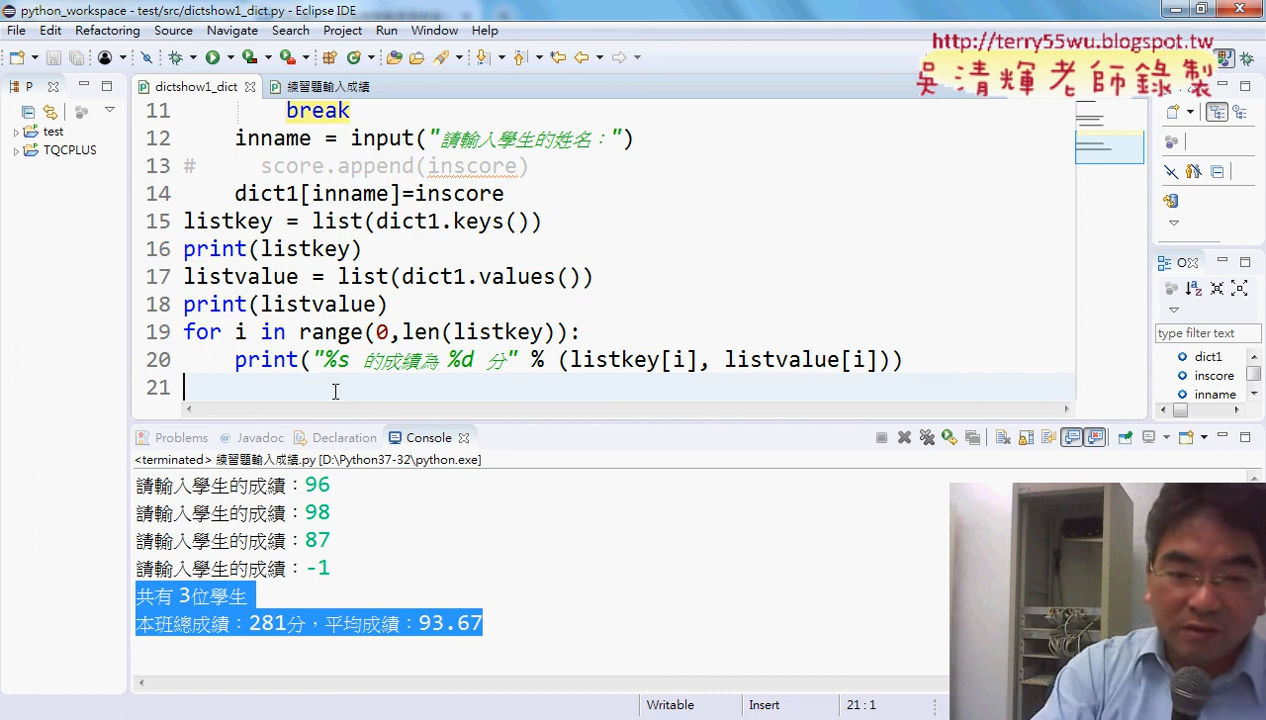 python_workspace - test/src/dictshow1_dict.py - Eclipse IDE
File Edit Refactoring Source Navigate Search Project Run Window Help
http://terry55wu.blogspot.tw
吳清輝老師錄製
P
dictshow1_dict
練習題輸入成績
test
TQCPLUS
11 break
12 inname = input("請輸入學生的姓名：")
13 # score.append(inscore)
14 dict1[inname]=inscore
15 listkey = list(dict1.keys())
16 print(listkey)
17 listvalue = list(dict1.values())
18 print(listvalue)
19 for i in range(0,len(listkey)):
20 print("%s 的成績為 %d 分" % (listkey[i], listvalue[i]))
21
O
type filter text
dict1
inscore
inname
Problems @ Javadoc Declaration Console
<terminated> 練習題輸入成績.py [D:\Python37-32\python.exe]
請輸入學生的成績：96
請輸入學生的成績：98
請輸入學生的成績：87
請輸入學生的成績：-1
共有 3位學生
本班總成績：281分，平均成績：93.67
Writable Insert 21 : 1